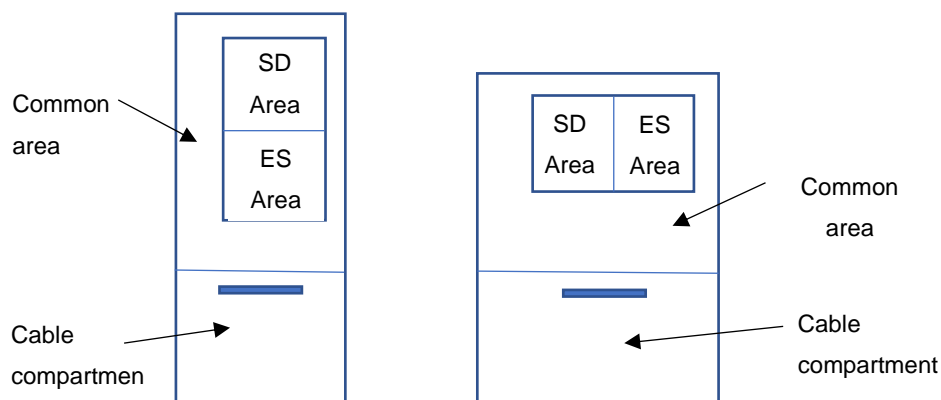 SD
Area
ES
Area
Common
area
Cable
compartmen
SD
Area
ES
Area
Common
area
Cable
compartment